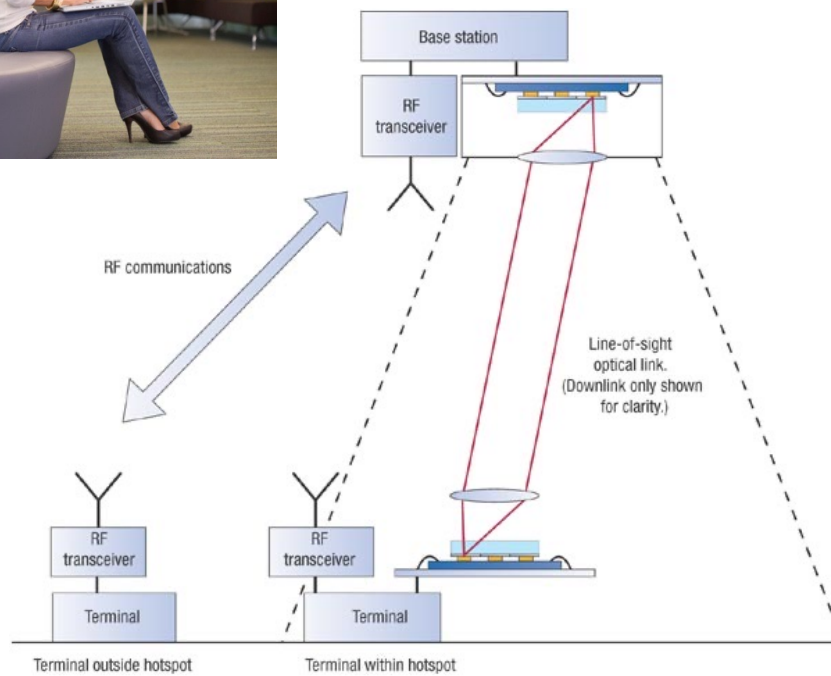 Base station
RF
transceiver
RF communications
Line-of-sight
optical link.
(Downlink only shown
for clarity.)
RF
transceiver
RF
transceiver
Terminal
Terminal
Terminal outside hotspot
Terminal within hotspot